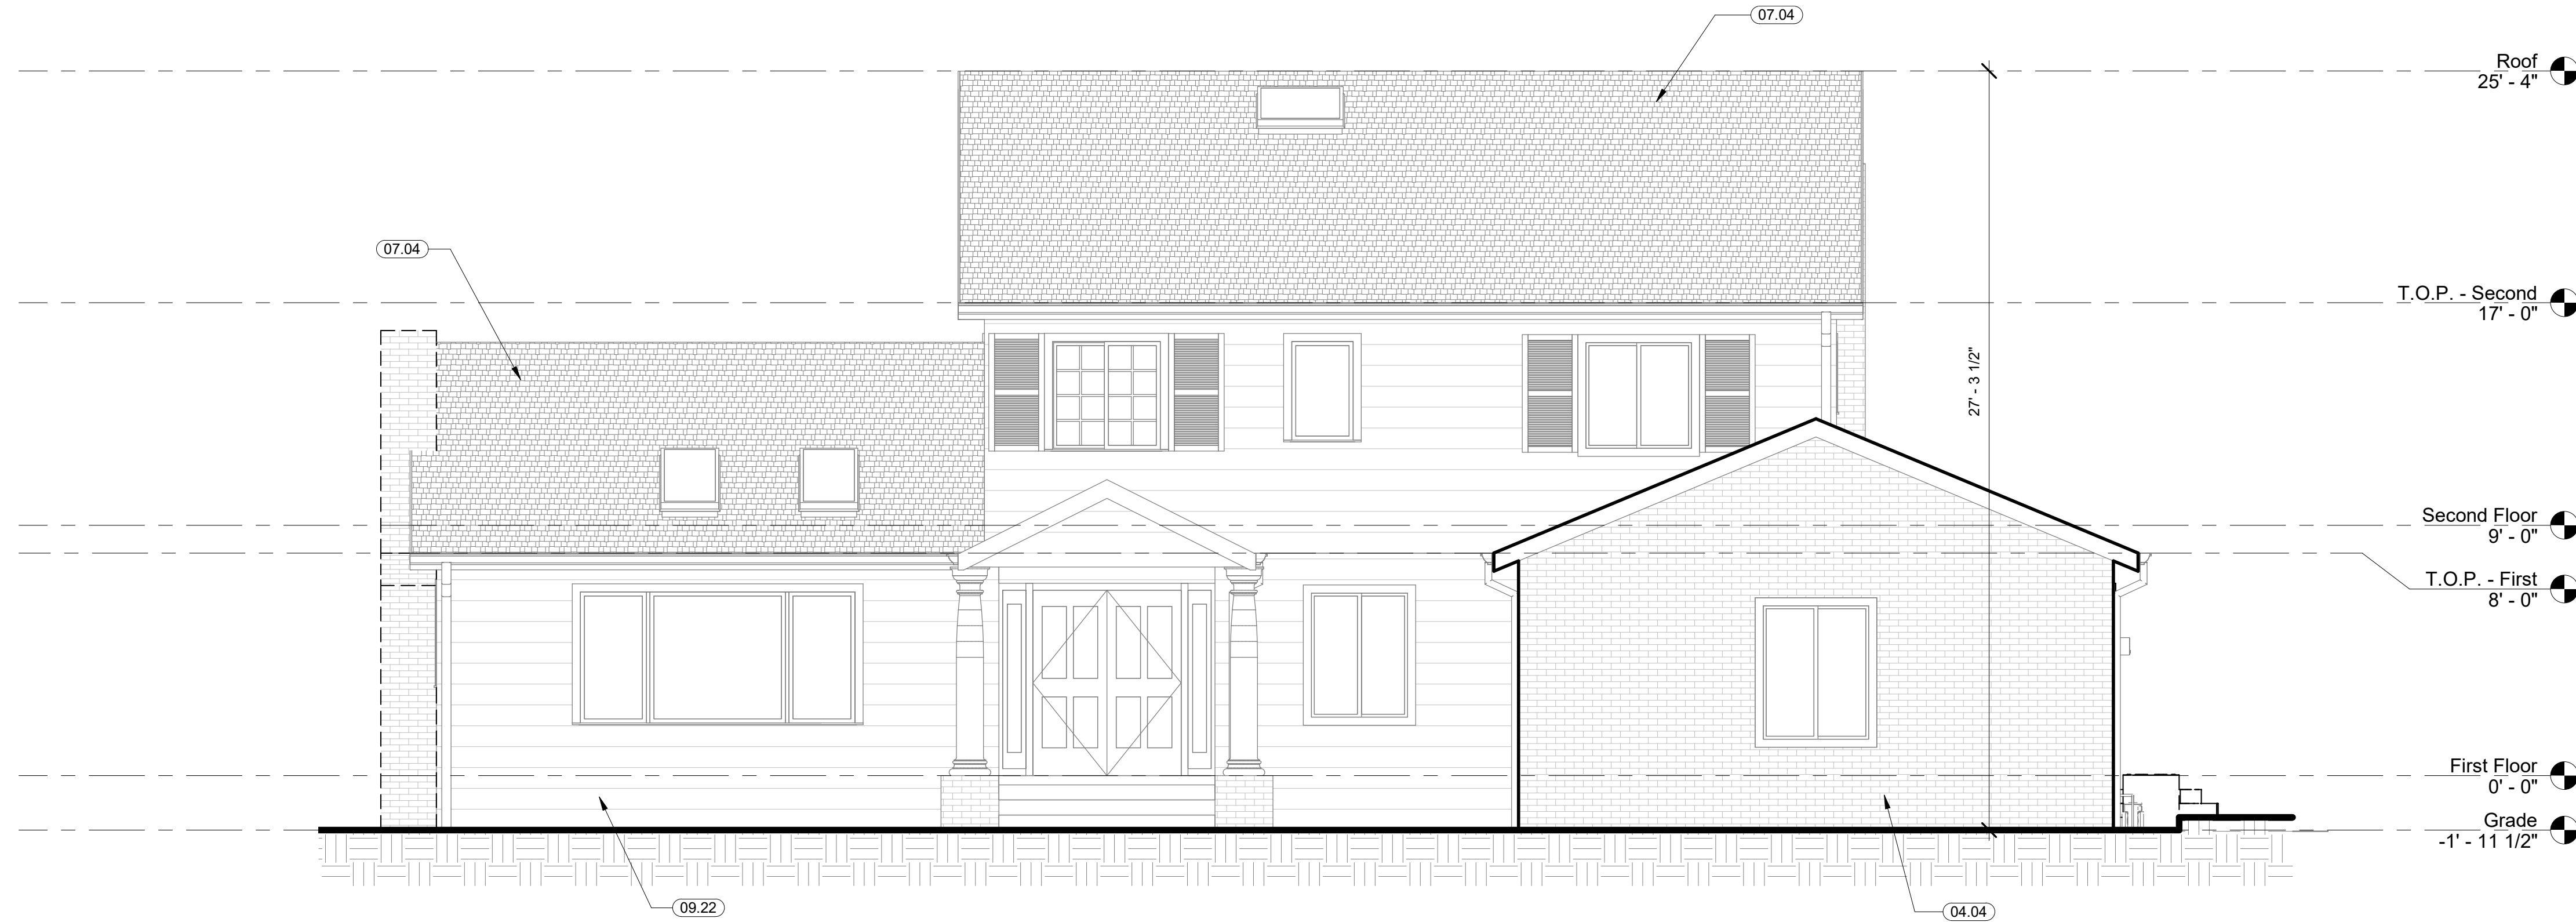 07.04
Roof
25' - 4"
07.04
T.O.P. - Second
17' - 0"
27' - 3 1/2"
Second Floor
9' - 0"
T.O.P. - First
8' - 0"
First Floor
0' - 0"
Grade
-1' - 11 1/2"
09.22
04.04